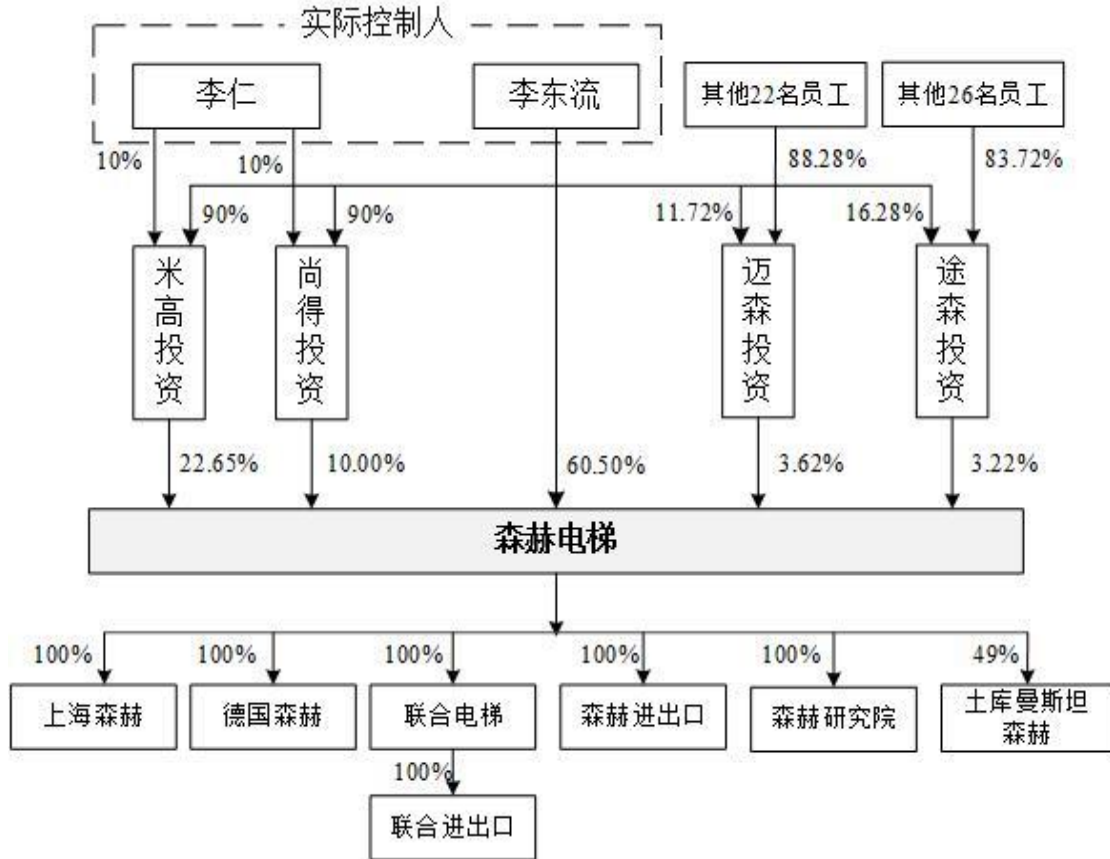 实际控制人
李仁
李东流
其他22名员工
其他26名员工
10%
10%
88.28%
83.72%
90%
90%
11.72%
16.28%
米高投资
尚得投资
迈森投资
途森投资
22.65%
10.00%
60.50%
3.62%
3.22%
森赫电梯
100%
100%
100%
100%
100%
49%
上海森赫
德国森赫
联合电梯
森赫进出口
森赫研究院
土库曼斯坦
森赫
100%
联合进出口